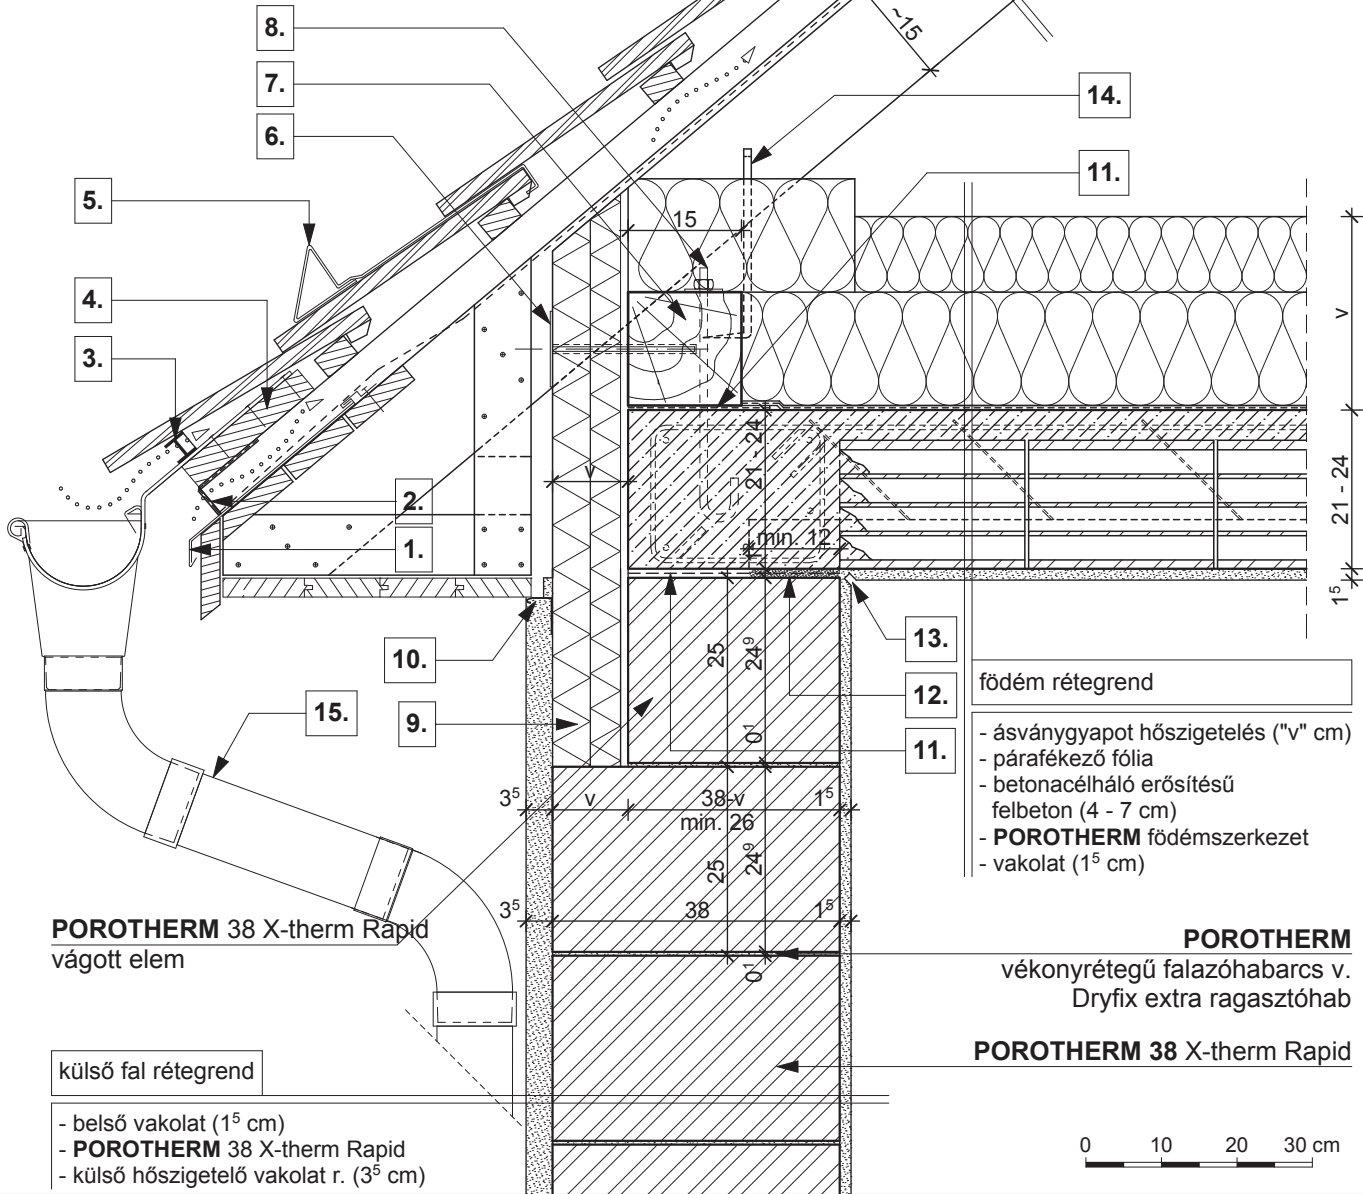 8.
7.
6.
5.
4.
3.
2.
1.
~15
14.
11.
15
v
21 - 24
21 - 24
1⁵
v
min. 12
1⁵
10.
9.
13.
12.
11.
15.
25
24⁹
0¹
3⁵
v
38-v
min. 26
1⁵
25
24⁹
3⁵
38
1⁵
0¹
födém rétegrend
- ásványgyapot hőszigetelés ("v" cm)
- párafékező fólia
- betonacélháló erősítésű
felbeton (4 - 7 cm)
- POROTHERM födémszerkezet
- vakolat (1⁵ cm)
POROTHERM 38 X-therm Rapid
vágott elem
POROTHERM
vékonyrétegű falazóhabarcs v.
Dryfix extra ragasztóhab
POROTHERM 38 X-therm Rapid
külső fal rétegrend
- belső vakolat (1⁵ cm)
- POROTHERM 38 X-therm Rapid
- külső hőszigetelő vakolat r. (3⁵ cm)
0 10 20 30 cm